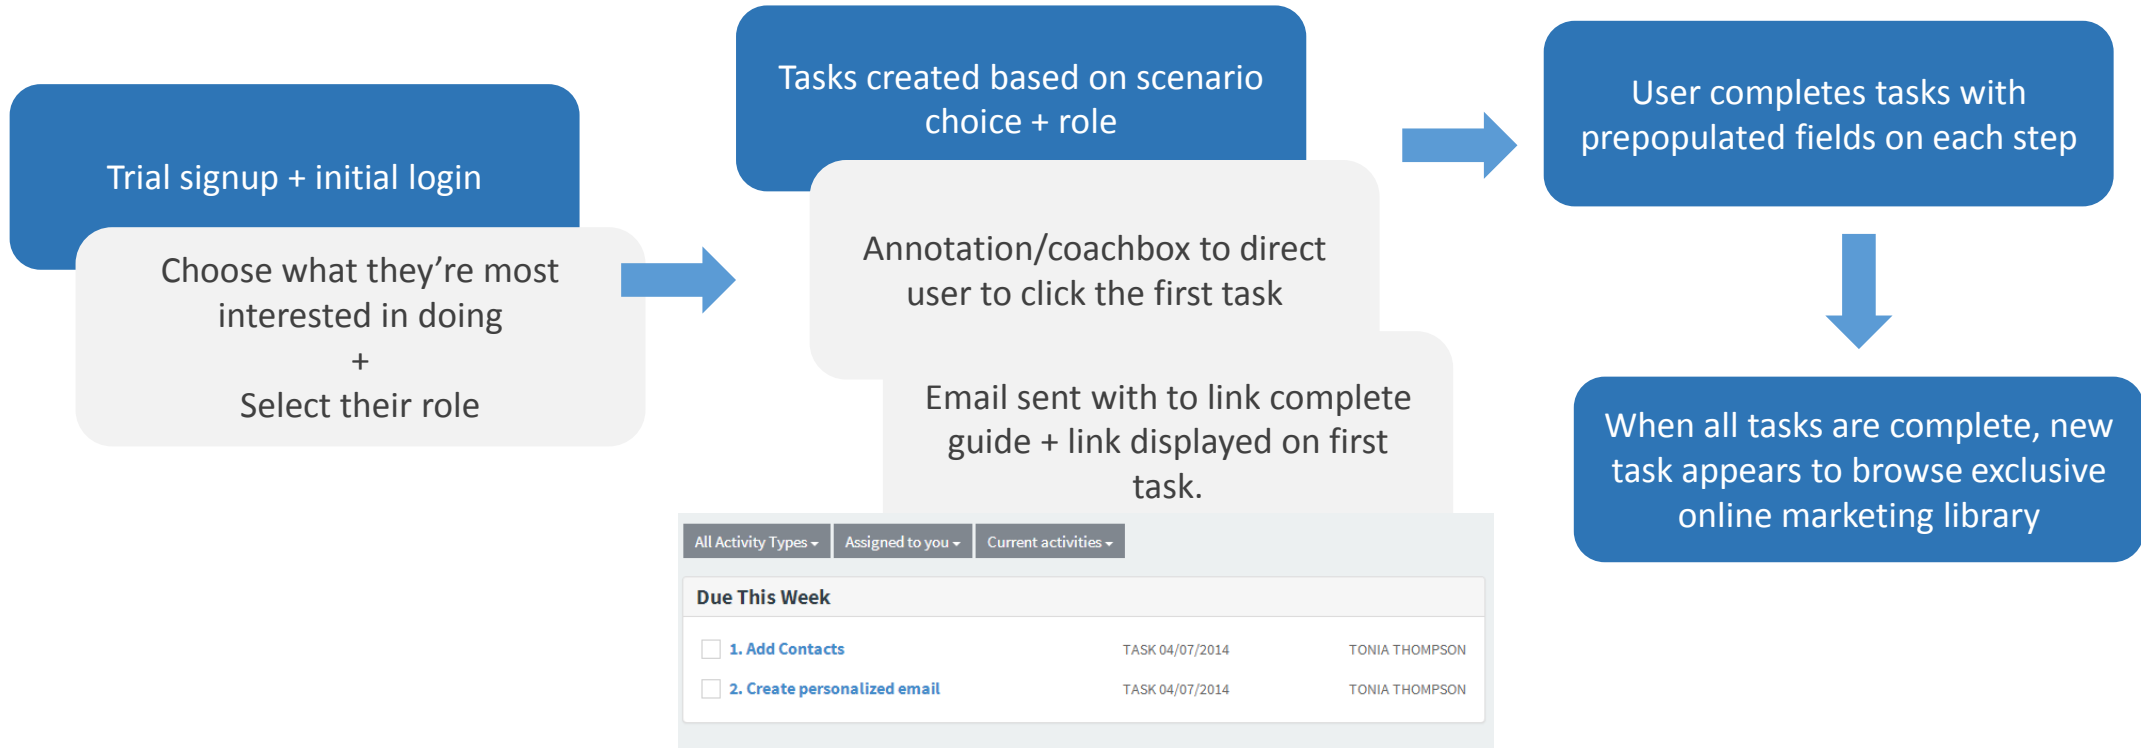 Trial signup + initial login
Choose what they’re most
interested in doing
+
Select their role
Tasks created based on scenario
choice + role
Annotation/coachbox to direct
user to click the first task
Email sent with to link complete
guide + link displayed on first
task.
All Activity Types Assigned to you Current activities
Due This Week
1. Add Contacts TASK 04/07/2014 TONIA THOMPSON
2. Create personalized email TASK 04/07/2014 TONIA THOMPSON
User completes tasks with
prepopulated fields on each step
When all tasks are complete, new
task appears to browse exclusive
online marketing library